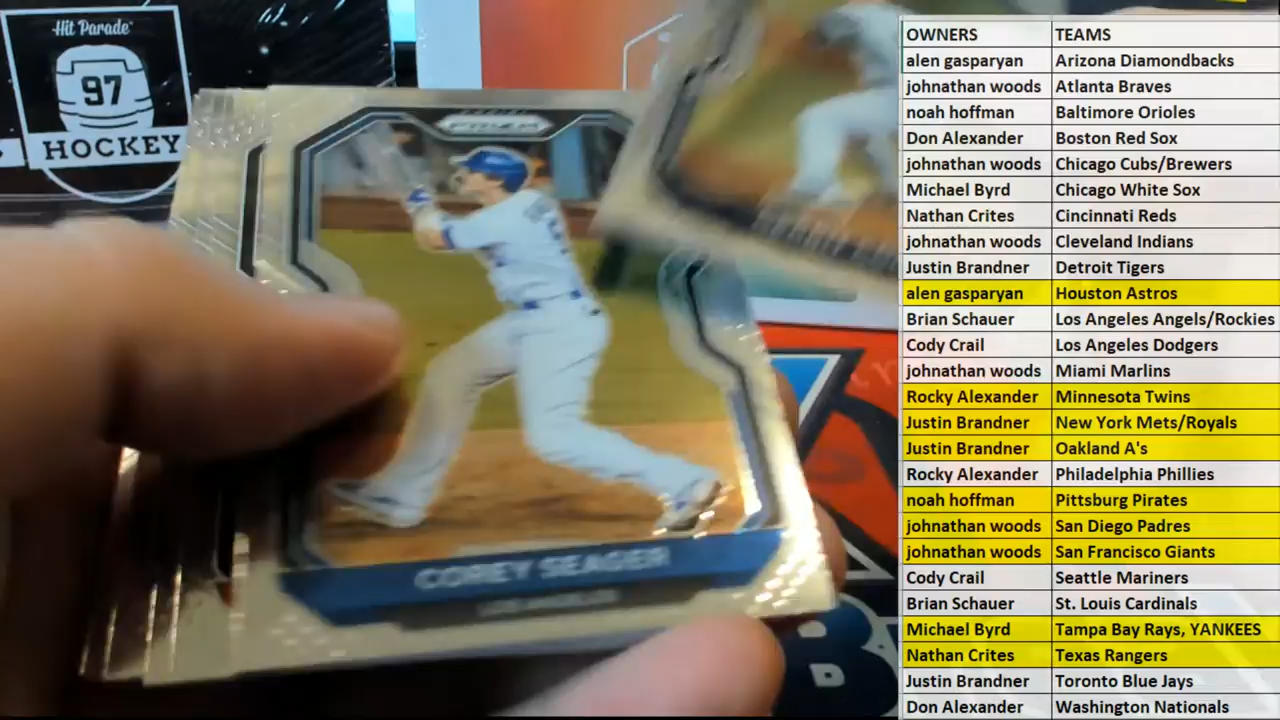 Hit Parade
97
HOCKEY
PRIZM
COREY SEAGER
LOS ANGELES
OWNERS TEAMS
alen gasparyan Arizona Diamondbacks
johnathan woods Atlanta Braves
noah hoffman Baltimore Orioles
Don Alexander Boston Red Sox
johnathan woods Chicago Cubs/Brewers
Michael Byrd Chicago White Sox
Nathan Crites Cincinnati Reds
johnathan woods Cleveland Indians
Justin Brandner Detroit Tigers
alen gasparyan Houston Astros
Brian Schauer Los Angeles Angels/Rockies
Cody Crail Los Angeles Dodgers
johnathan woods Miami Marlins
Rocky Alexander Minnesota Twins
Justin Brandner New York Mets/Royals
Justin Brandner Oakland A's
Rocky Alexander Philadelphia Phillies
noah hoffman Pittsburg Pirates
johnathan woods San Diego Padres
johnathan woods San Francisco Giants
Cody Crail Seattle Mariners
Brian Schauer St. Louis Cardinals
Michael Byrd Tampa Bay Rays, YANKEES
Nathan Crites Texas Rangers
Justin Brandner Toronto Blue Jays
Don Alexander Washington Nationals